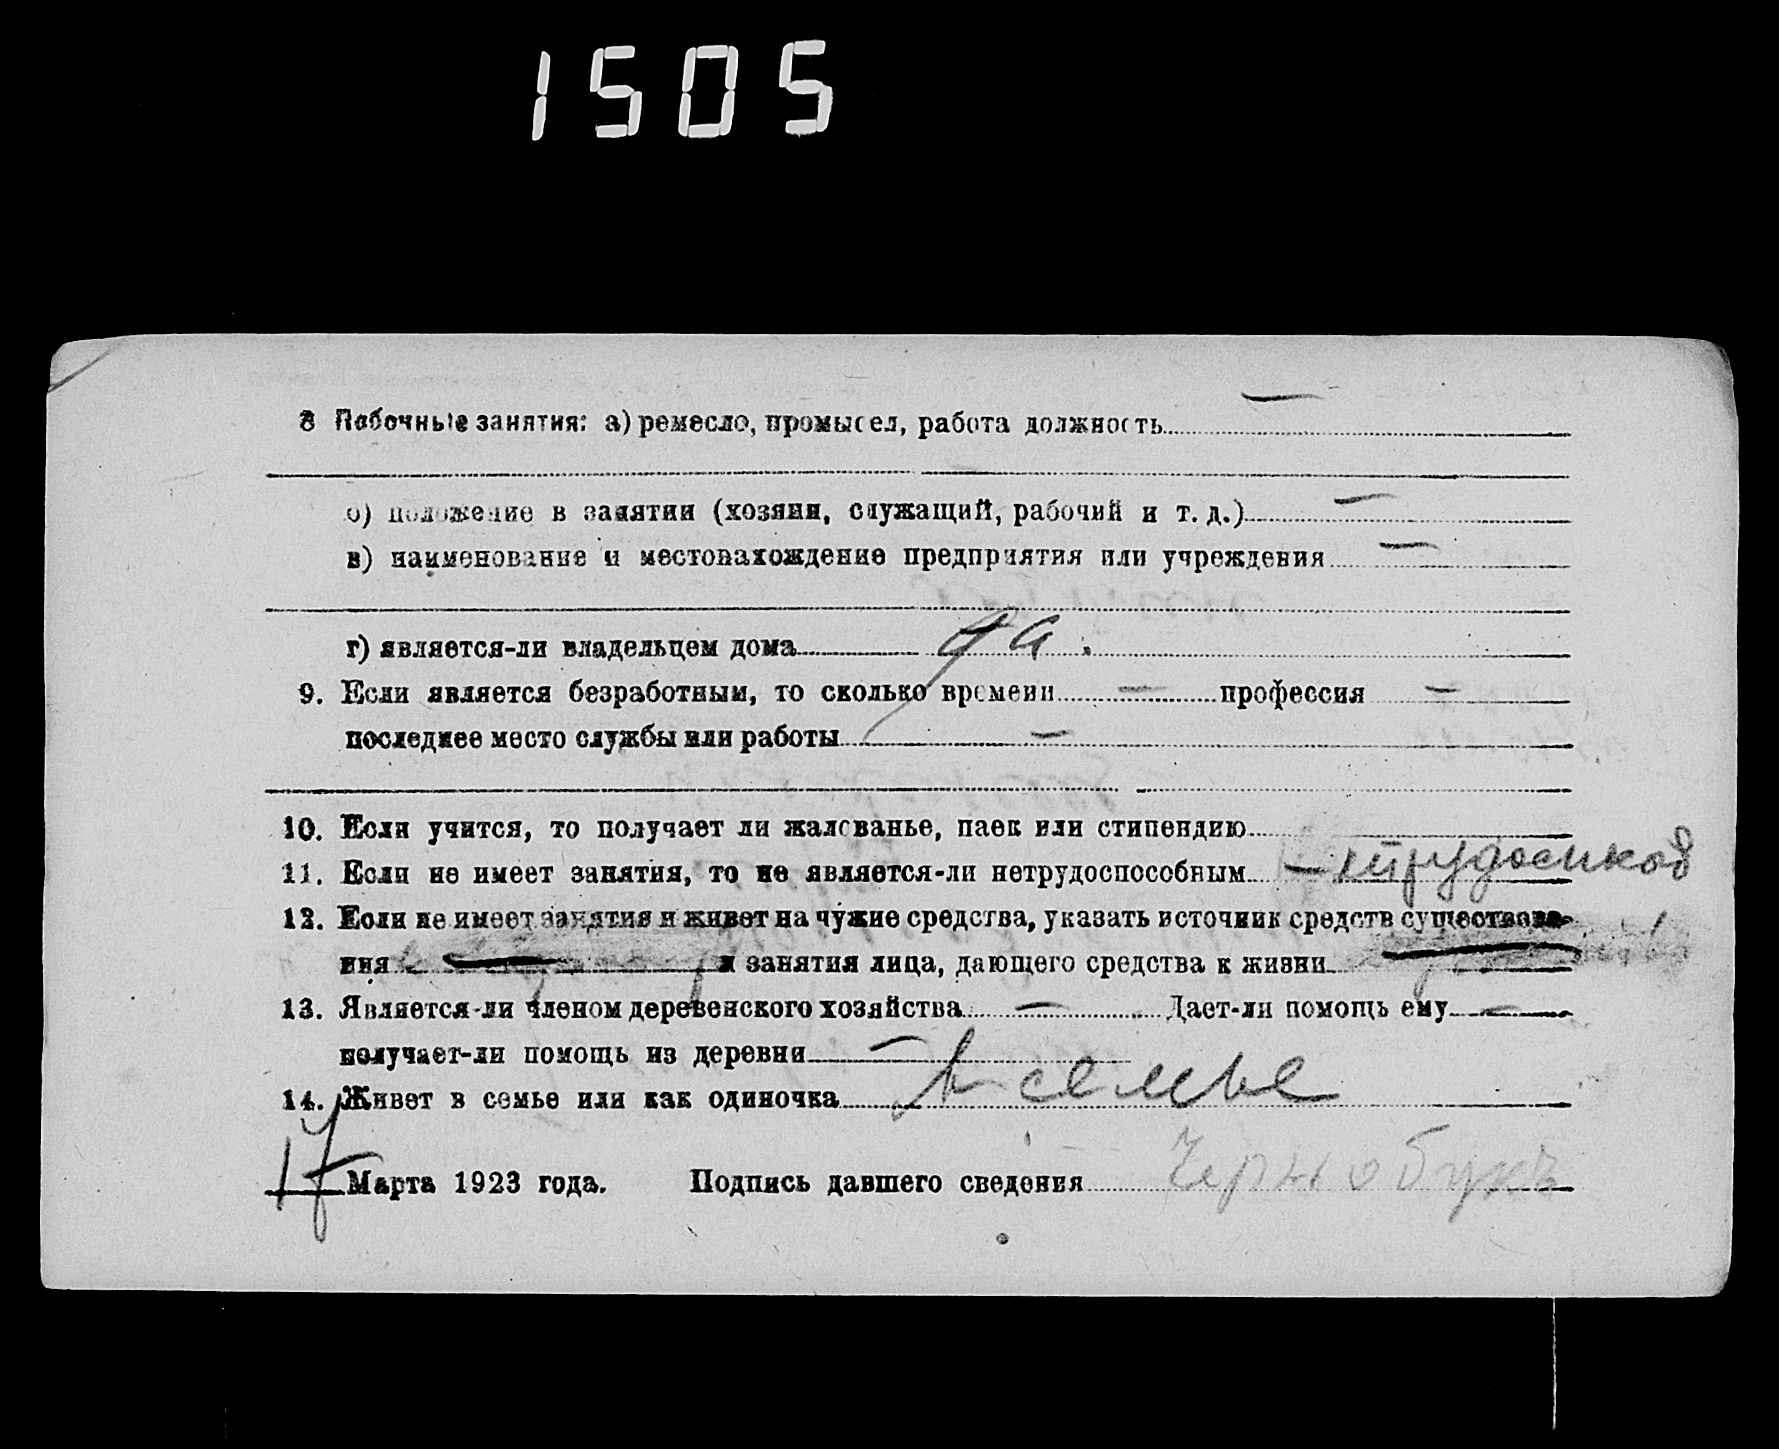 1505
8 Побочные занятия: а) ремесло, промысел, работа должность —
б) положение в занятии (хозяин, служащий, рабочий и т. д.) —
в) наименование и местонахождение предприятия или учреждения —
г) является-ли владельцем дома да.
9. Если является безработным, то сколько времени — профессия —
последнее место службы или работы —
10. Если учится, то получает ли жалованье, паек или стипендию
11. Если не имеет занятия, то не является-ли нетрудоспособным —
12. Если не имеет занятия и живет на чужие средства, указать источник средств существова-
ния — и занятия лица, дающего средства к жизни —
13. Является-ли членом деревенского хозяйства — Дает-ли помощь ему —
получает-ли помощь из деревни —
14. Живет в семье или как одиночка в семье
17 Марта 1923 года. Подпись давшего сведения Чернобукъ